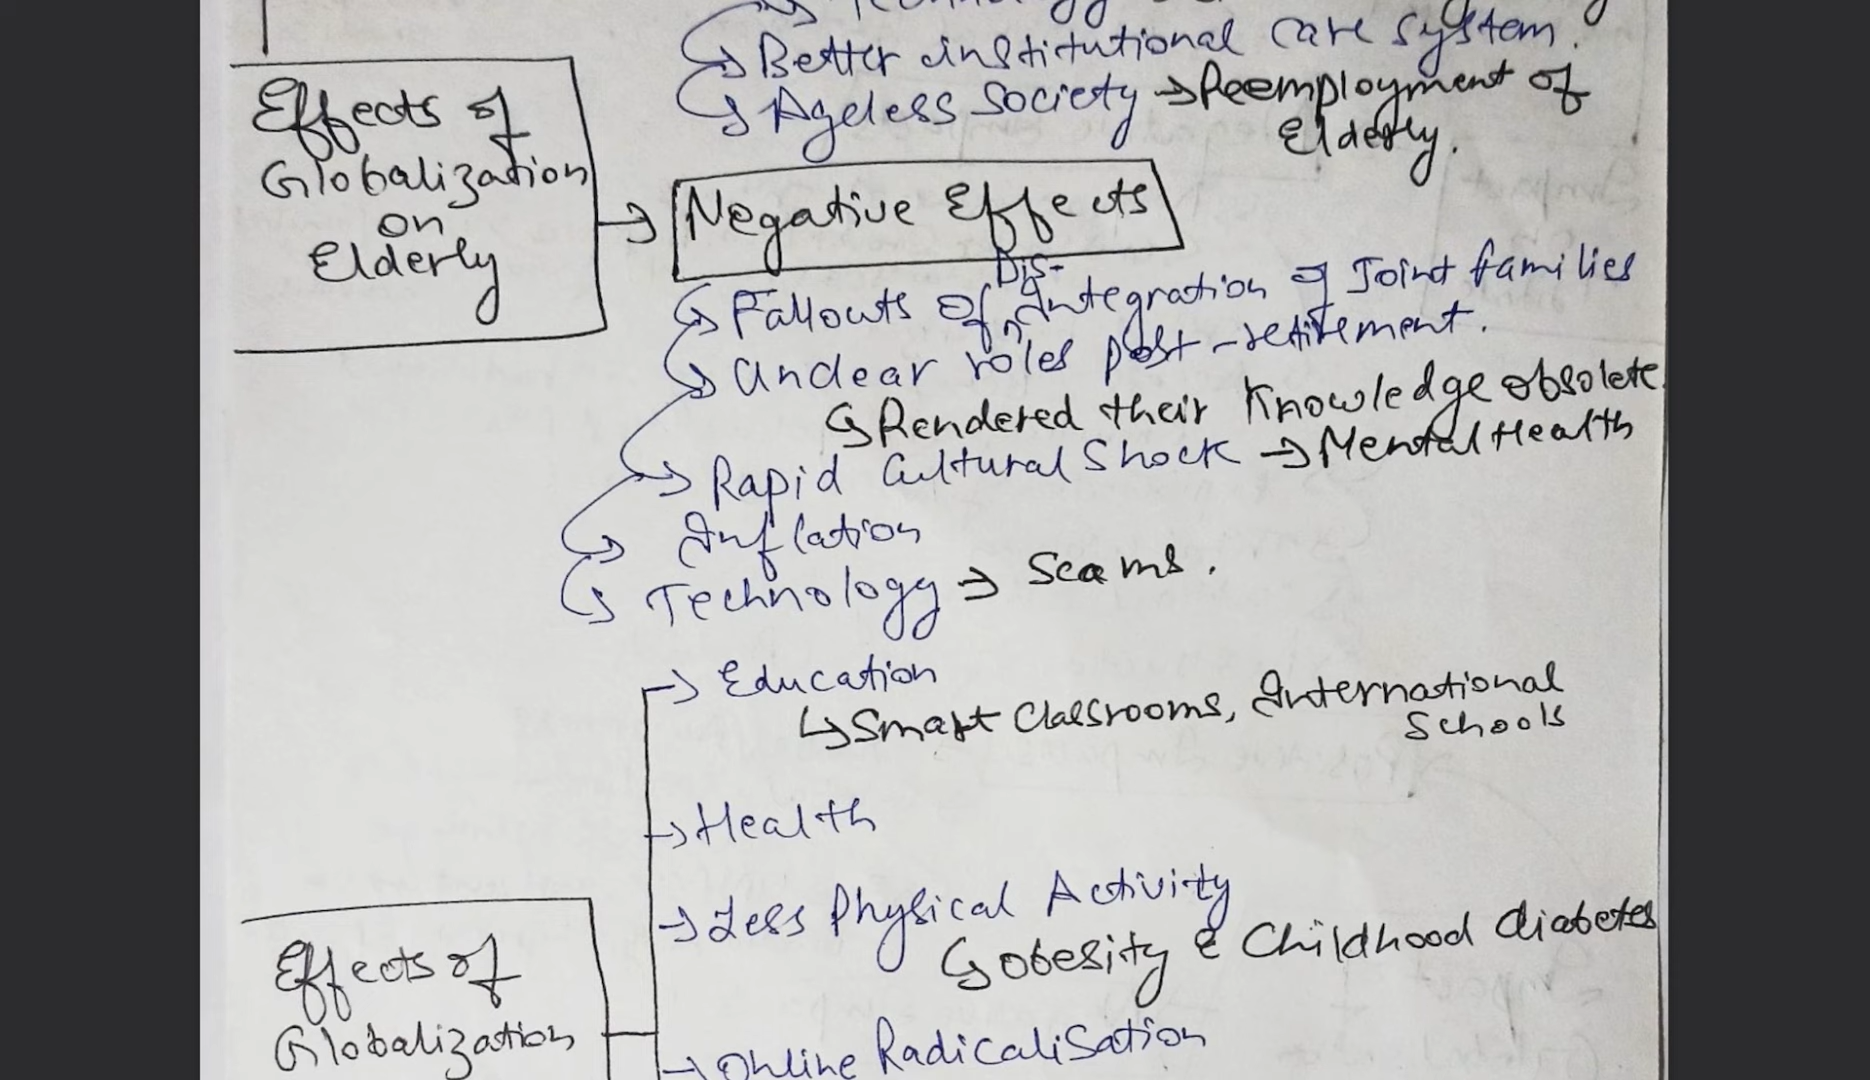 Technology
Better institutional care system.
Ageless Society → Reemployment of
Elderly.
Effects of
Globalization
on
Elderly
→ Negative Effects
Fallouts of Dis-Integration of Joint families
Unclear roles post-retirement.
Rendered their Knowledge obsolete.
Rapid Cultural Shock → Mental Health
Inflation
Technology → Scams.
→ Education
↳ Smart Classrooms, International
Schools
→ Health
→ Less Physical Activity
↳ obesity & Childhood diabetes
Effects of
Globalization
→ Online Radicalisation